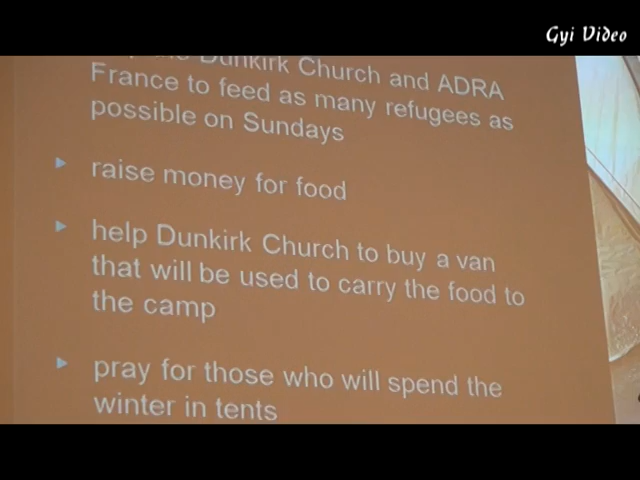 Gyi Video
Dunkirk Church and ADRA
France to feed as many refugees as
possible on Sundays
raise money for food
help Dunkirk Church to buy a van
that will be used to carry the food to
the camp
pray for those who will spend the
winter in tents